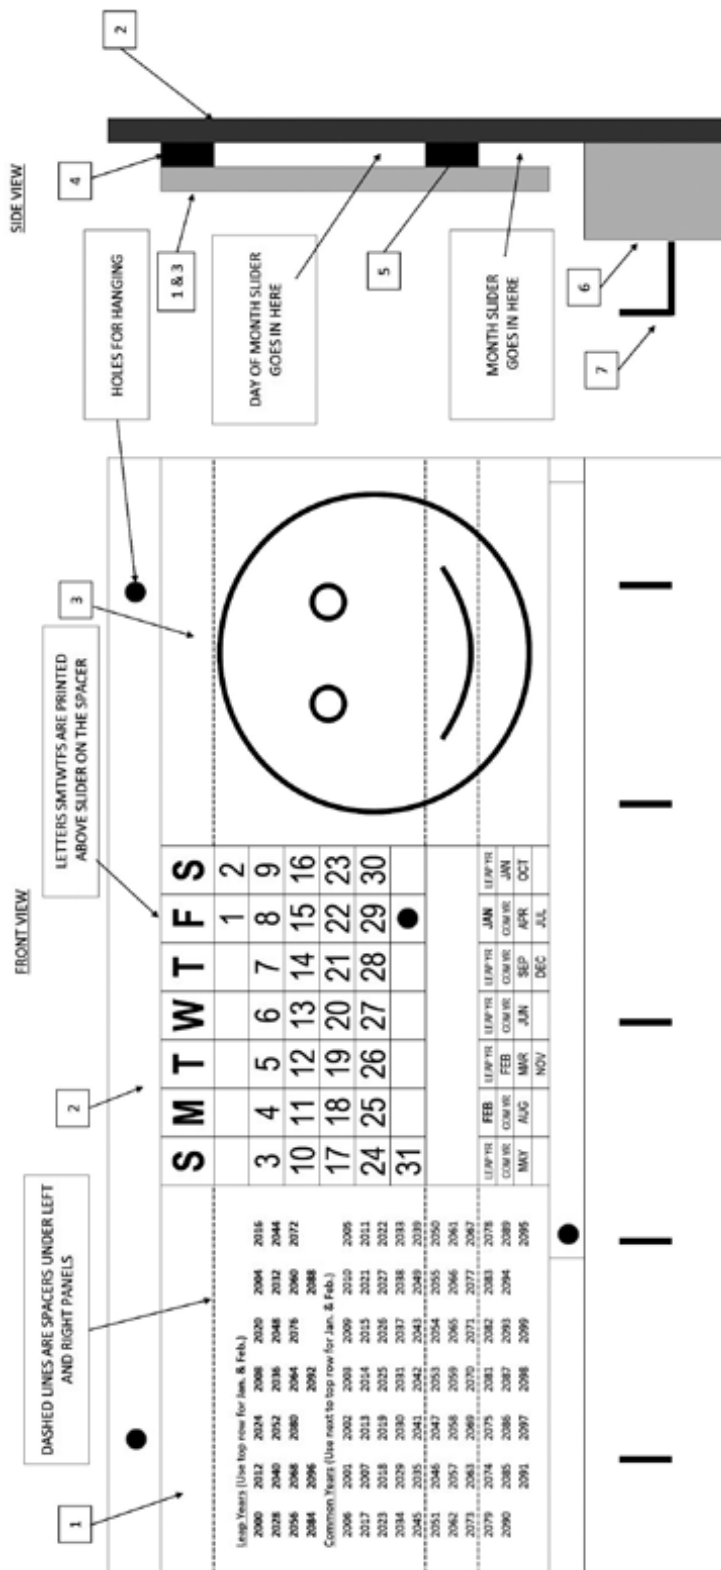 FRONT VIEW
SIDE VIEW
1
DASHED LINES ARE SPACERS UNDER LEFT
AND RIGHT PANELS
2
LETTERS SMTWTFS ARE PRINTED
ABOVE SLIDER ON THE SPACER
3
HOLES FOR HANGING
4
2
1 & 3
DAY OF MONTH SLIDER
GOES IN HERE
5
MONTH SLIDER
GOES IN HERE
6
7
Leap Years (Use top row for Jan. & Feb.)
2000 2012 2024 2008 2020 2004 2016
2028 2040 2052 2036 2048 2032 2044
2056 2068 2080 2064 2076 2060 2072
2084 2096 2092 2088
Common Years (Use next to top row for Jan. & Feb.)
2006 2001 2002 2003 2009 2010 2005
2017 2007 2013 2014 2015 2021 2011
2023 2018 2019 2025 2026 2027 2022
2034 2029 2030 2031 2037 2038 2033
2045 2035 2041 2042 2043 2049 2039
2051 2046 2047 2053 2054 2055 2050
2062 2057 2058 2059 2065 2066 2061
2073 2063 2069 2070 2071 2077 2067
2079 2074 2075 2081 2082 2083 2078
2090 2085 2086 2087 2093 2094 2089
2091 2097 2098 2099 2095
S M T W T F S
1 2
3 4 5 6 7 8 9
10 11 12 13 14 15 16
17 18 19 20 21 22 23
24 25 26 27 28 29 30
31
LEAP YR FEB LEAP YR LEAP YR LEAP YR JAN LEAP YR
COM YR COM YR FEB COM YR COM YR COM YR JAN
MAY AUG MAR JUN SEP APR OCT
NOV DEC JUL